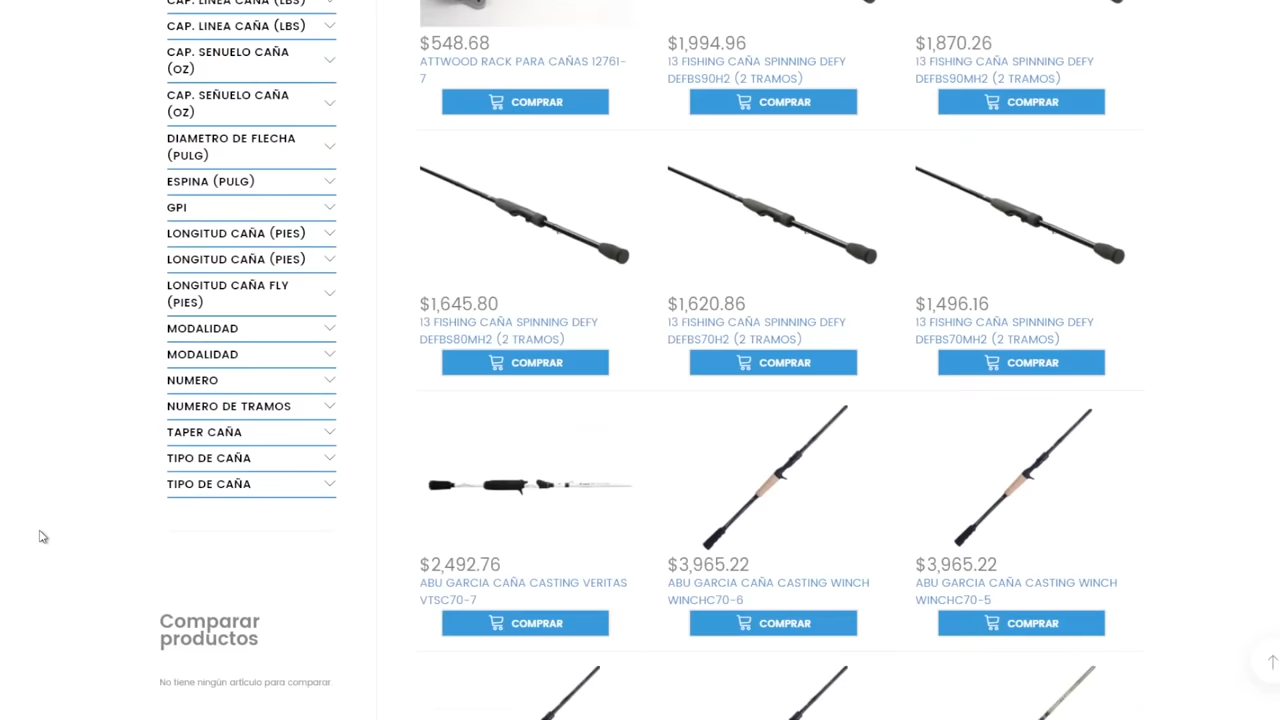 CAP. LINEA CAÑA (LBS)
CAP. LINEA CAÑA (LBS)
CAP. SENUELO CAÑA
(OZ)
CAP. SEÑUELO CAÑA
(OZ)
DIAMETRO DE FLECHA
(PULG)
ESPINA (PULG)
GPI
LONGITUD CAÑA (PIES)
LONGITUD CAÑA (PIES)
LONGITUD CAÑA FLY
(PIES)
MODALIDAD
MODALIDAD
NUMERO
NUMERO DE TRAMOS
TAPER CAÑA
TIPO DE CAÑA
TIPO DE CAÑA
Comparar
productos
No tiene ningún artículo para comparar.
$548.68
ATTWOOD RACK PARA CAÑAS 12761-
7
COMPRAR
$1,994.96
13 FISHING CAÑA SPINNING DEFY
DEFBS90H2 (2 TRAMOS)
COMPRAR
$1,870.26
13 FISHING CAÑA SPINNING DEFY
DEFBS90MH2 (2 TRAMOS)
COMPRAR
$1,645.80
13 FISHING CAÑA SPINNING DEFY
DEFBS80MH2 (2 TRAMOS)
COMPRAR
$1,620.86
13 FISHING CAÑA SPINNING DEFY
DEFBS70H2 (2 TRAMOS)
COMPRAR
$1,496.16
13 FISHING CAÑA SPINNING DEFY
DEFBS70MH2 (2 TRAMOS)
COMPRAR
$2,492.76
ABU GARCIA CAÑA CASTING VERITAS
VTSC70-7
COMPRAR
$3,965.22
ABU GARCIA CAÑA CASTING WINCH
WINCHC70-6
COMPRAR
$3,965.22
ABU GARCIA CAÑA CASTING WINCH
WINCHC70-5
COMPRAR